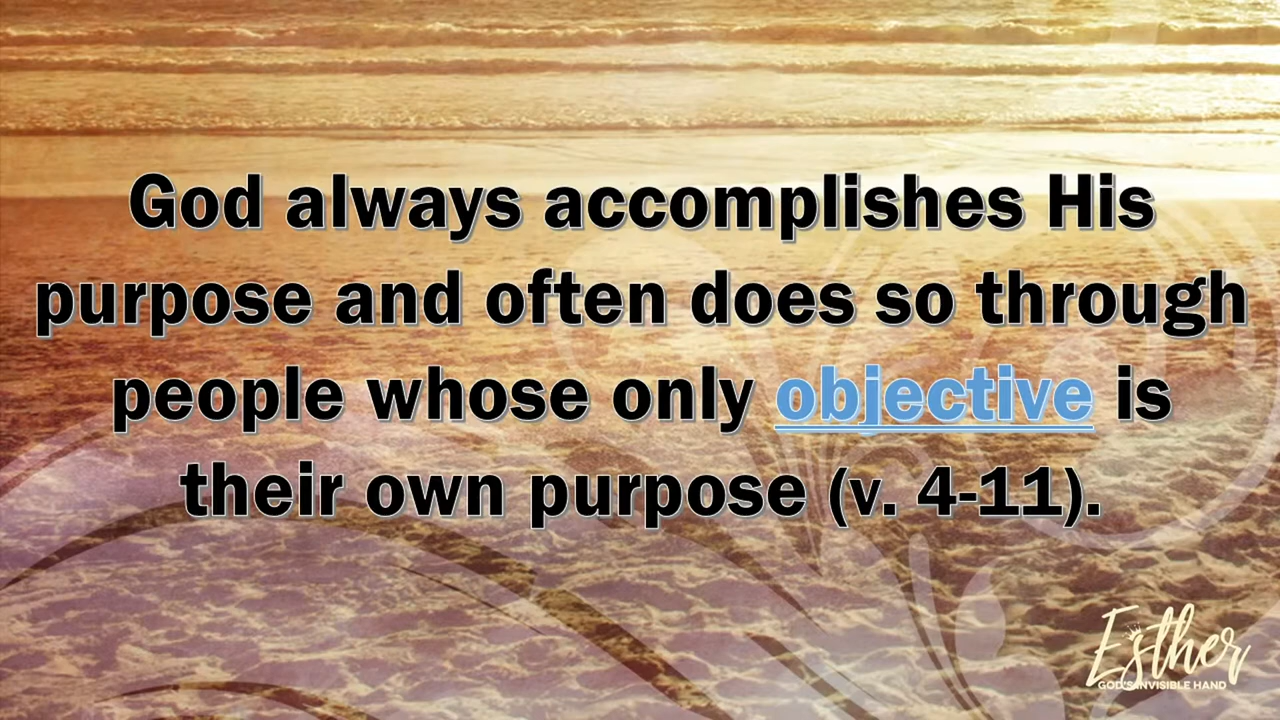 God always accomplishes His
purpose and often does so through
people whose only objective is
their own purpose (v. 4-11).
Esther
GOD'S INVISIBLE HAND